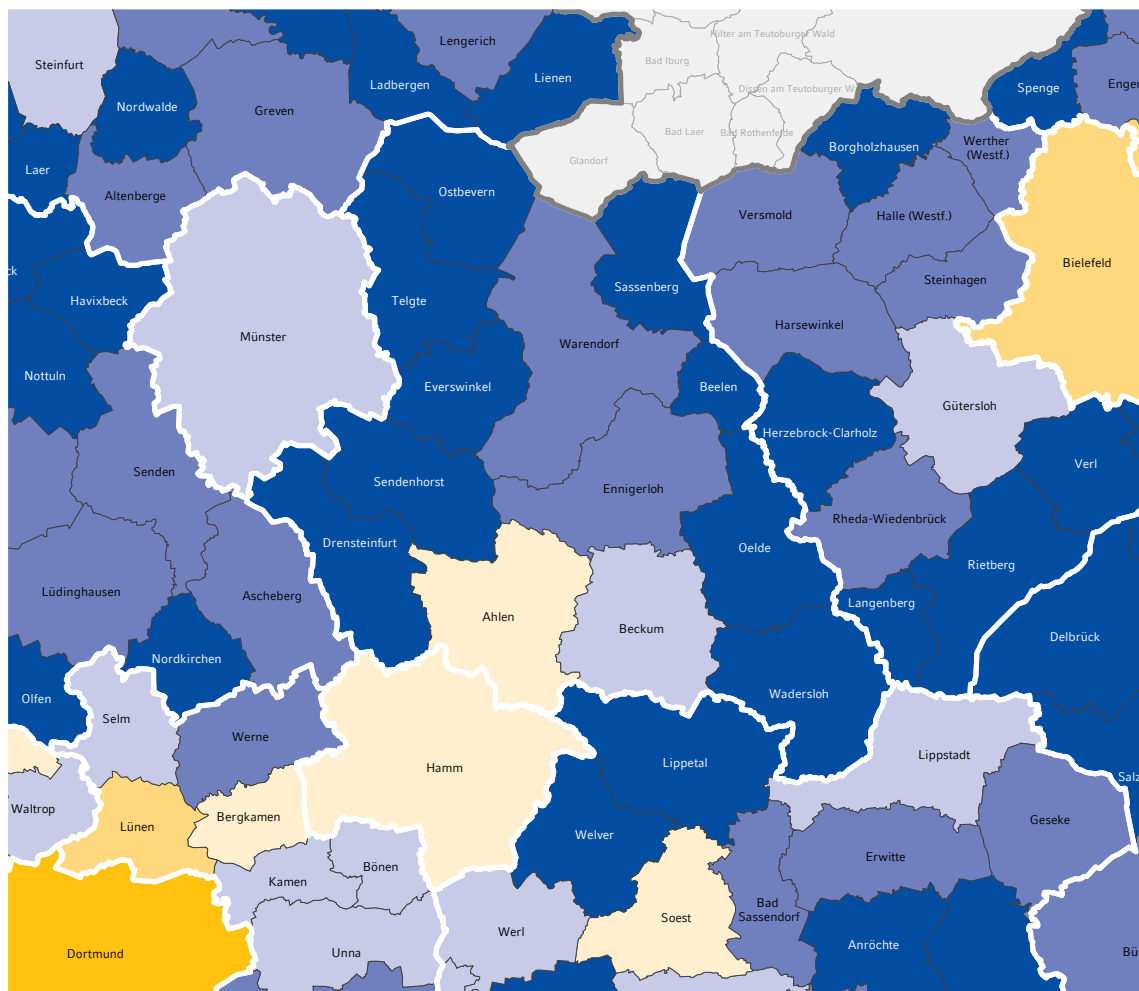 Hilter am Teutoburger Wald
Lengerich
Steinfurt
Bad Iburg
Lienen
Ladbergen
Spenge
Enger
Dissen am Teutoburger W
Nordwalde
Greven
Bad Laer
Bad Rothenfelde
Borgholzhausen
Werther
(Westf.)
Glandorf
Laer
Altenberge
Ostbevern
Versmold
Halle (Westf.)
Bielefeld
ck
Steinhagen
Sassenberg
Havixbeck
Telgte
Harsewinkel
Münster
Warendorf
Nottuln
Everswinkel
Beelen
Gütersloh
Herzebrock-Clarholz
Verl
Senden
Sendenhorst
Ennigerloh
Rheda-Wiedenbrück
Drensteinfurt
Oelde
Rietberg
Lüdinghausen
Ascheberg
Langenberg
Ahlen
Beckum
Delbrück
Nordkirchen
Olfen
Wadersloh
Selm
Werne
Lippstadt
Lippetal
Hamm
Salz
Waltrop
Bergkamen
Geseke
Lünen
Welver
Erwitte
Bönen
Kamen
Bad
Sassendorf
Soest
Werl
Anröchte
Dortmund
Unna
Bü